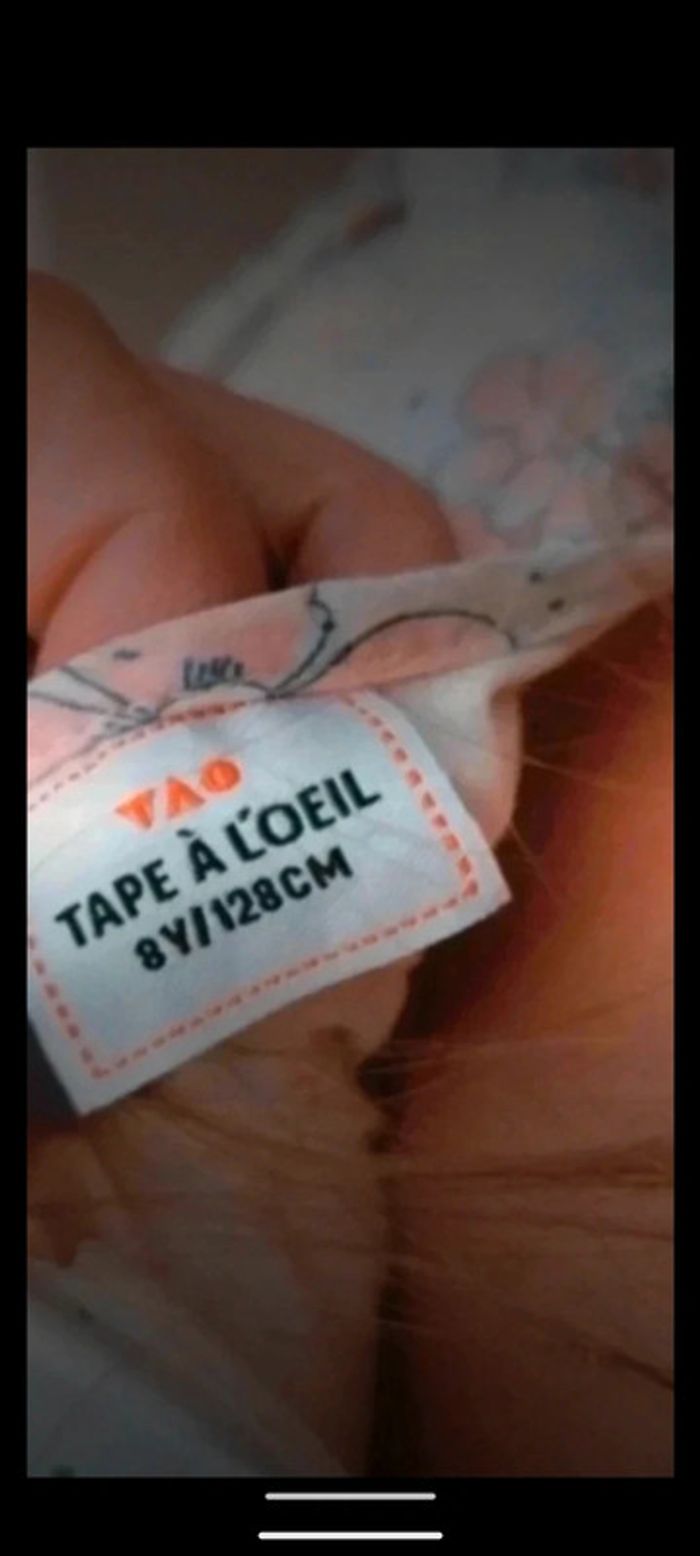 TAO
TAPE À L'OEIL
8Y/128CM